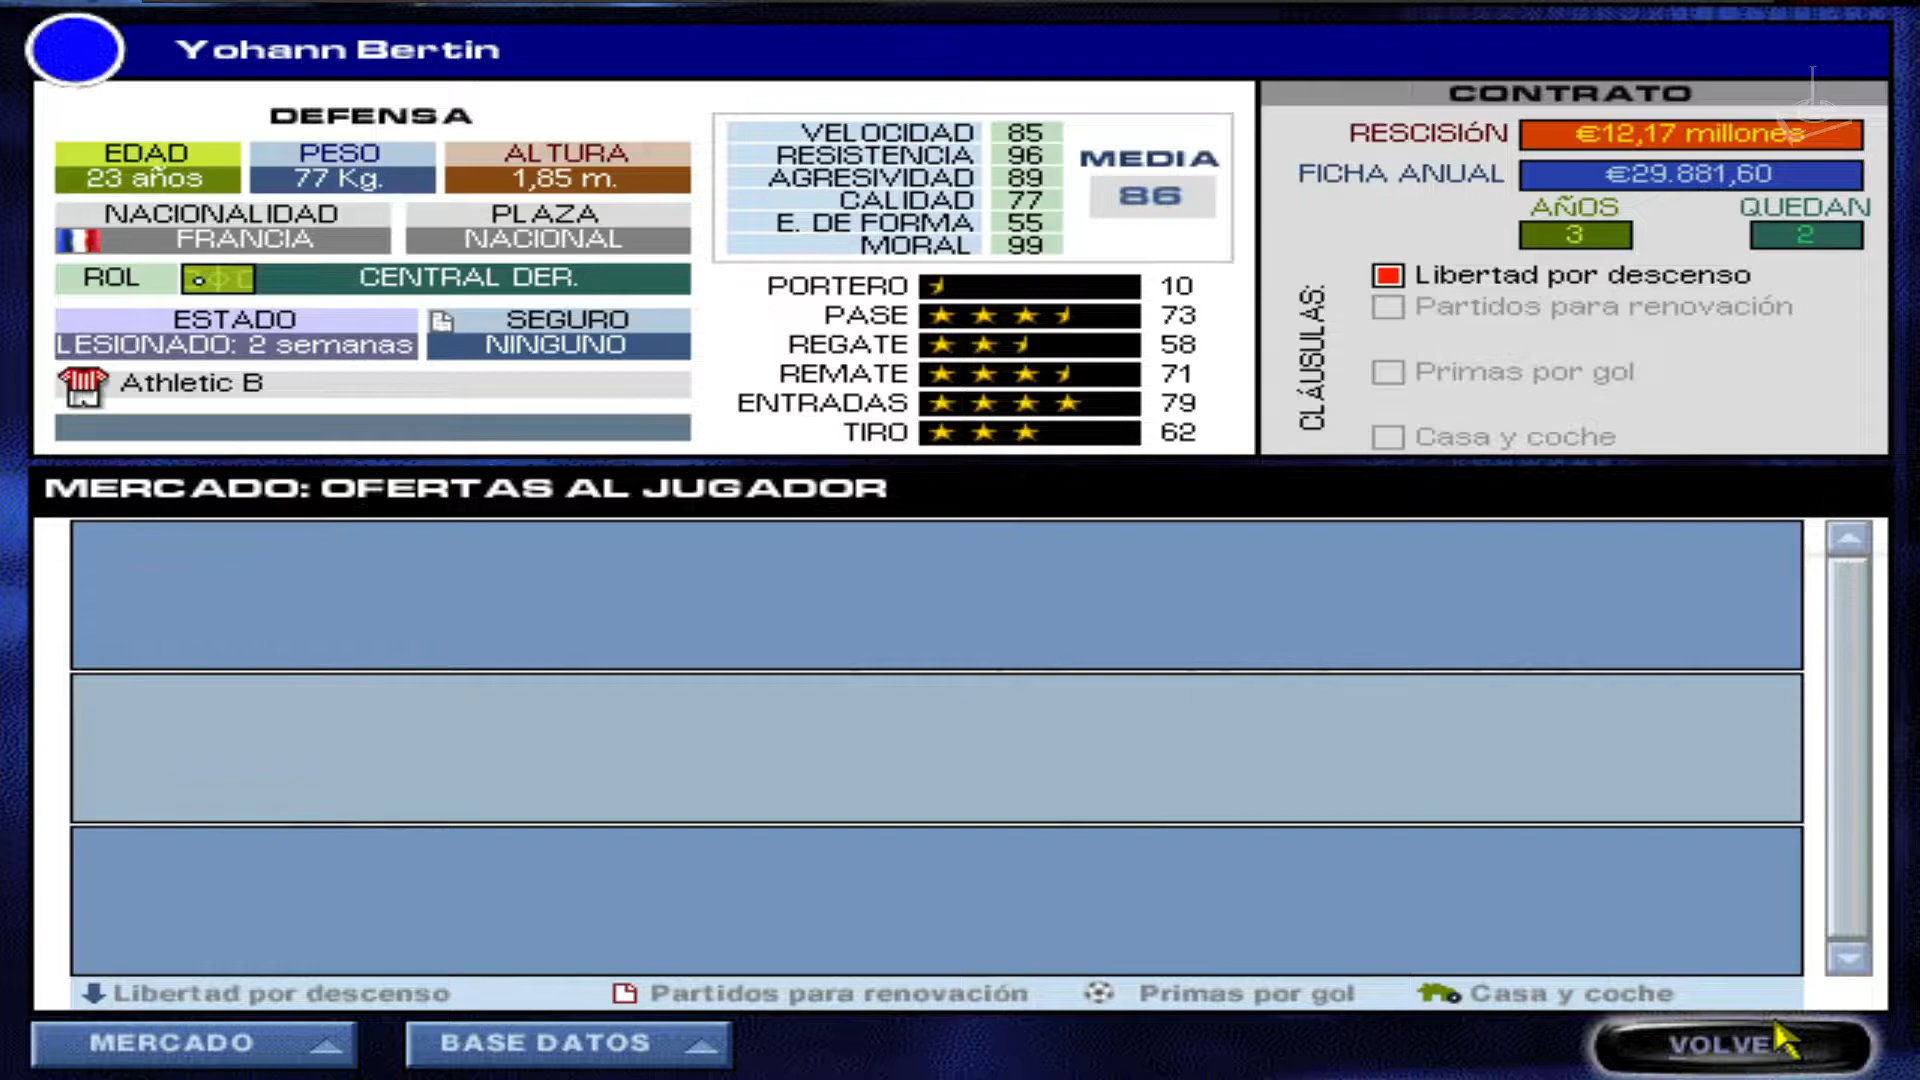 Yohann Bertin
DEFENSA
EDAD
23 años
PESO
77 Kg.
ALTURA
1,85 m.
NACIONALIDAD
FRANCIA
PLAZA
NACIONAL
ROL
CENTRAL DER.
ESTADO
LESIONADO: 2 semanas
SEGURO
NINGUNO
Athletic B
VELOCIDAD 85
RESISTENCIA 96
AGRESIVIDAD 89
CALIDAD 77
E. DE FORMA 55
MORAL 99
MEDIA
86
PORTERO 10
PASE 73
REGATE 58
REMATE 71
ENTRADAS 79
TIRO 62
CONTRATO
RESCISIóN €12,17 millones
FICHA ANUAL €29.881,60
AÑOS
3
QUEDAN
2
CLÁUSULAS:
Libertad por descenso
Partidos para renovación
Primas por gol
Casa y coche
MERCADO: OFERTAS AL JUGADOR
Libertad por descenso Partidos para renovación Primas por gol Casa y coche
MERCADO BASE DATOS VOLVE